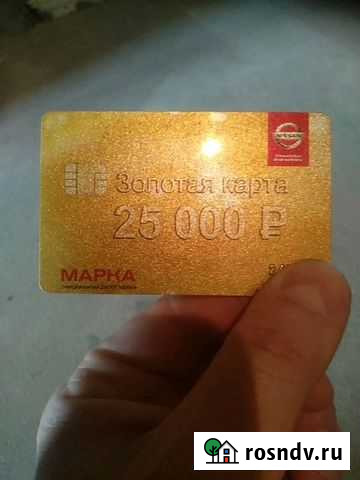 NISSAN
Золотая карта
25 000 ₽
МАРКА
rosndv.ru